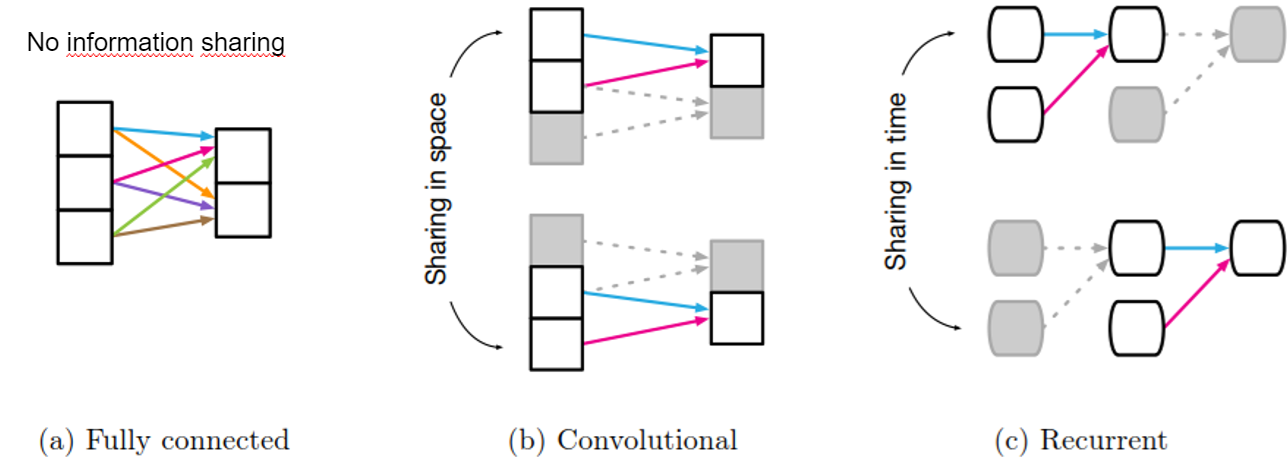 No information sharing
Sharing in space
Sharing in time
(a) Fully connected
(b) Convolutional
(c) Recurrent